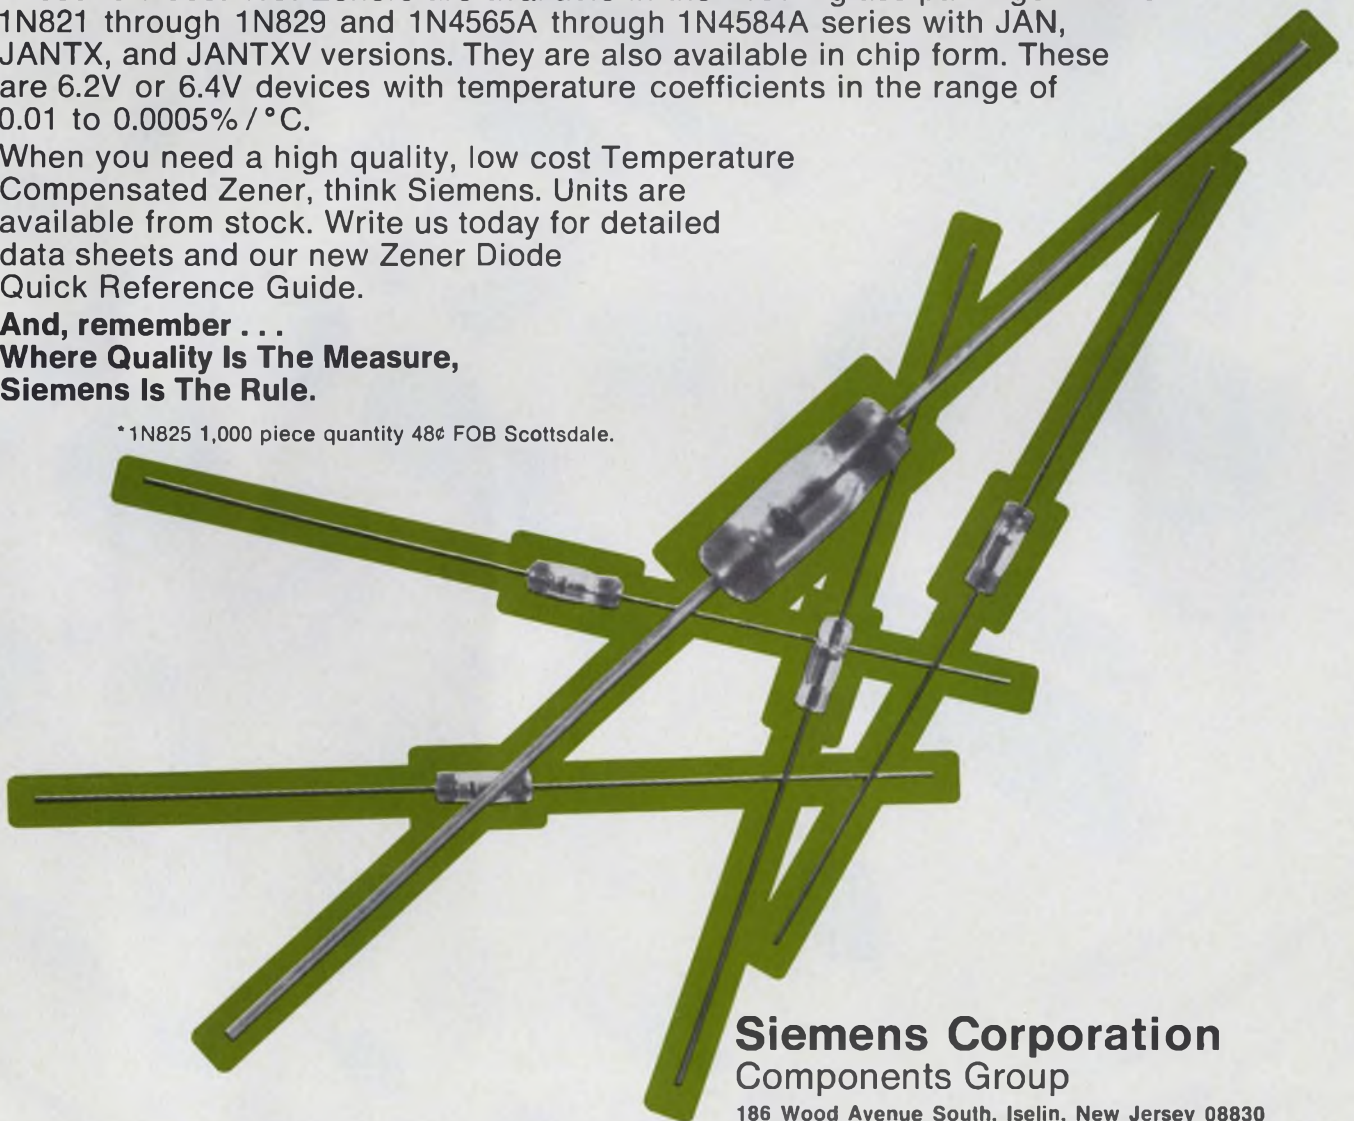 1N821 through 1N829 and 1N4565A through 1N4584A series with JAN,
JANTX, and JANTXV versions. They are also available in chip form. These
are 6.2V or 6.4V devices with temperature coefficients in the range of
0.01 to 0.0005%/°C.
When you need a high quality, low cost Temperature
Compensated Zener, think Siemens. Units are
available from stock. Write us today for detailed
data sheets and our new Zener Diode
Quick Reference Guide.
And, remember . . .
Where Quality Is The Measure,
Siemens Is The Rule.
*1N825 1,000 piece quantity 48¢ FOB Scottsdale.
Siemens Corporation
Components Group
186 Wood Avenue South, Iselin, New Jersey 08830